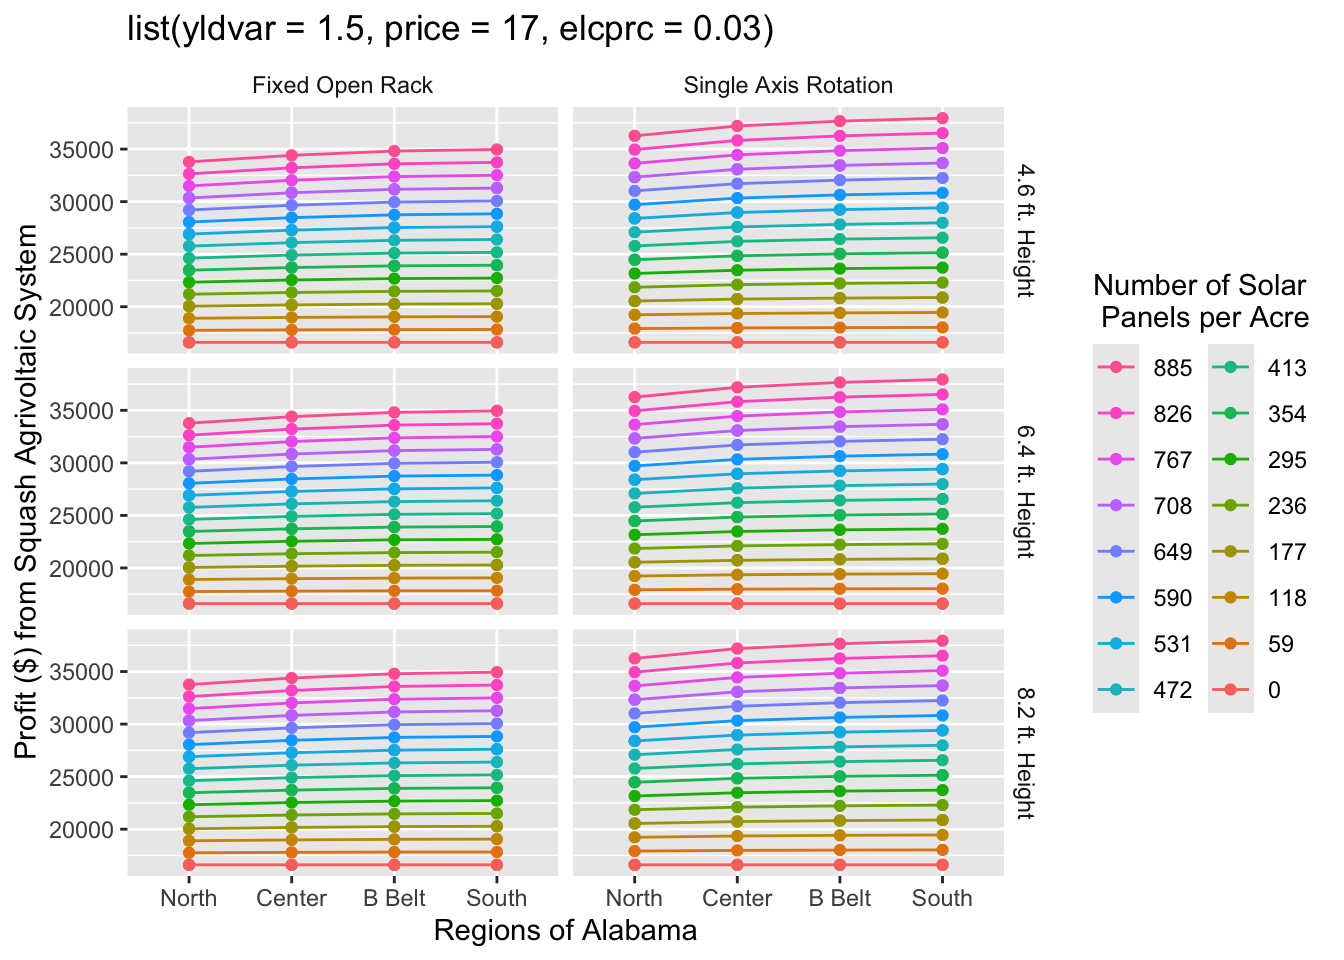 list(yldvar = 1.5, price = 17, elcprc = 0.03)
Fixed Open Rack
Single Axis Rotation
Profit ($) from Squash Agrivoltaic System
35000
30000
25000
20000
4.6 ft. Height
35000
30000
25000
20000
6.4 ft. Height
35000
30000
25000
20000
8.2 ft. Height
North Center B Belt South
North Center B Belt South
Regions of Alabama
Number of Solar
Panels per Acre
885 413
826 354
767 295
708 236
649 177
590 118
531 59
472 0